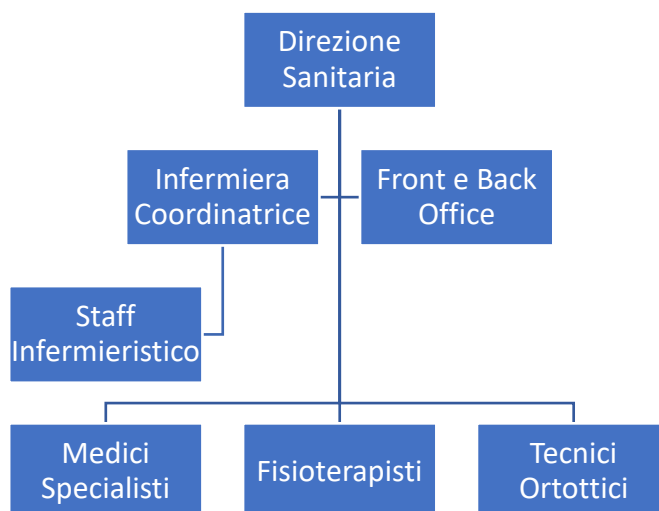 Direzione
Sanitaria
Infermiera
Coordinatrice
Front e Back
Office
Staff
Infermieristico
Medici
Specialisti
Fisioterapisti
Tecnici
Ortottici